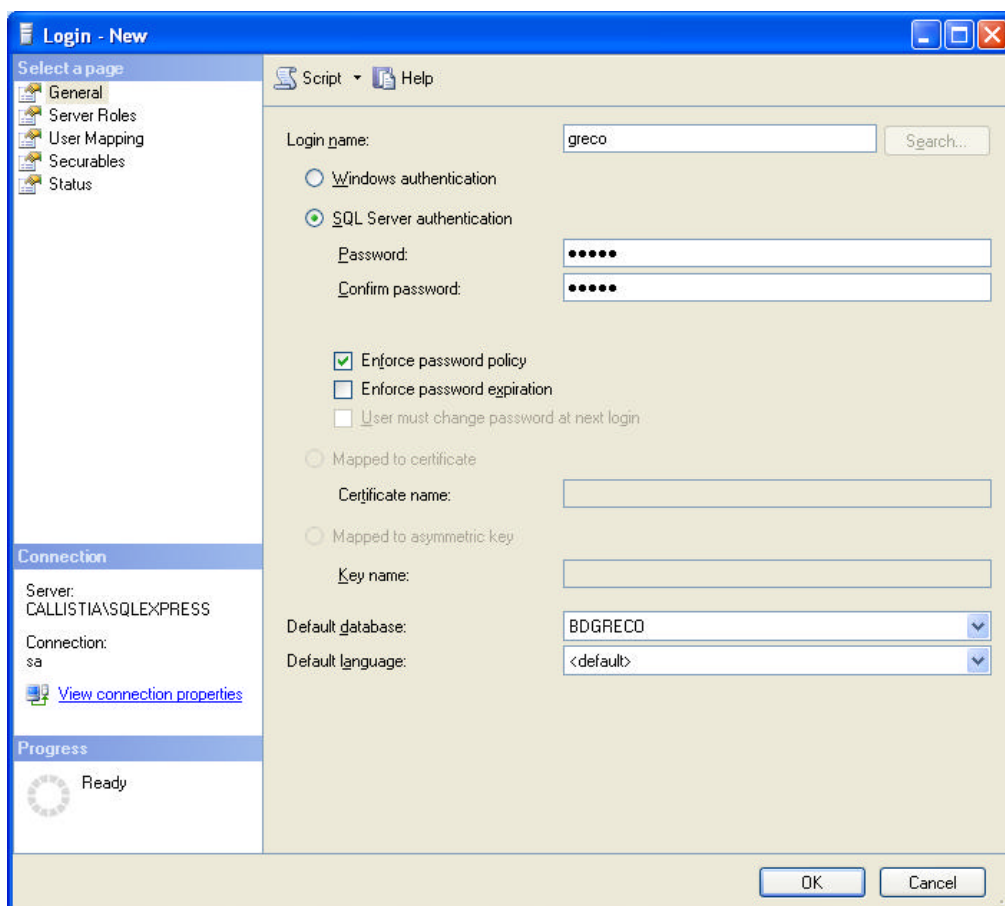 Login - New
Select a page
General
Server Roles
User Mapping
Securables
Status
Script Help
Login name: greco Search...
Windows authentication
SQL Server authentication
Password: ●●●●●
Confirm password: ●●●●●
Enforce password policy
Enforce password expiration
User must change password at next login
Mapped to certificate
Certificate name:
Mapped to asymmetric key
Key name:
Default database: BDGRECO
Default language: <default>
Connection
Server:
CALLISTIA\SQLEXPRESS
Connection:
sa
View connection properties
Progress
Ready
OK Cancel